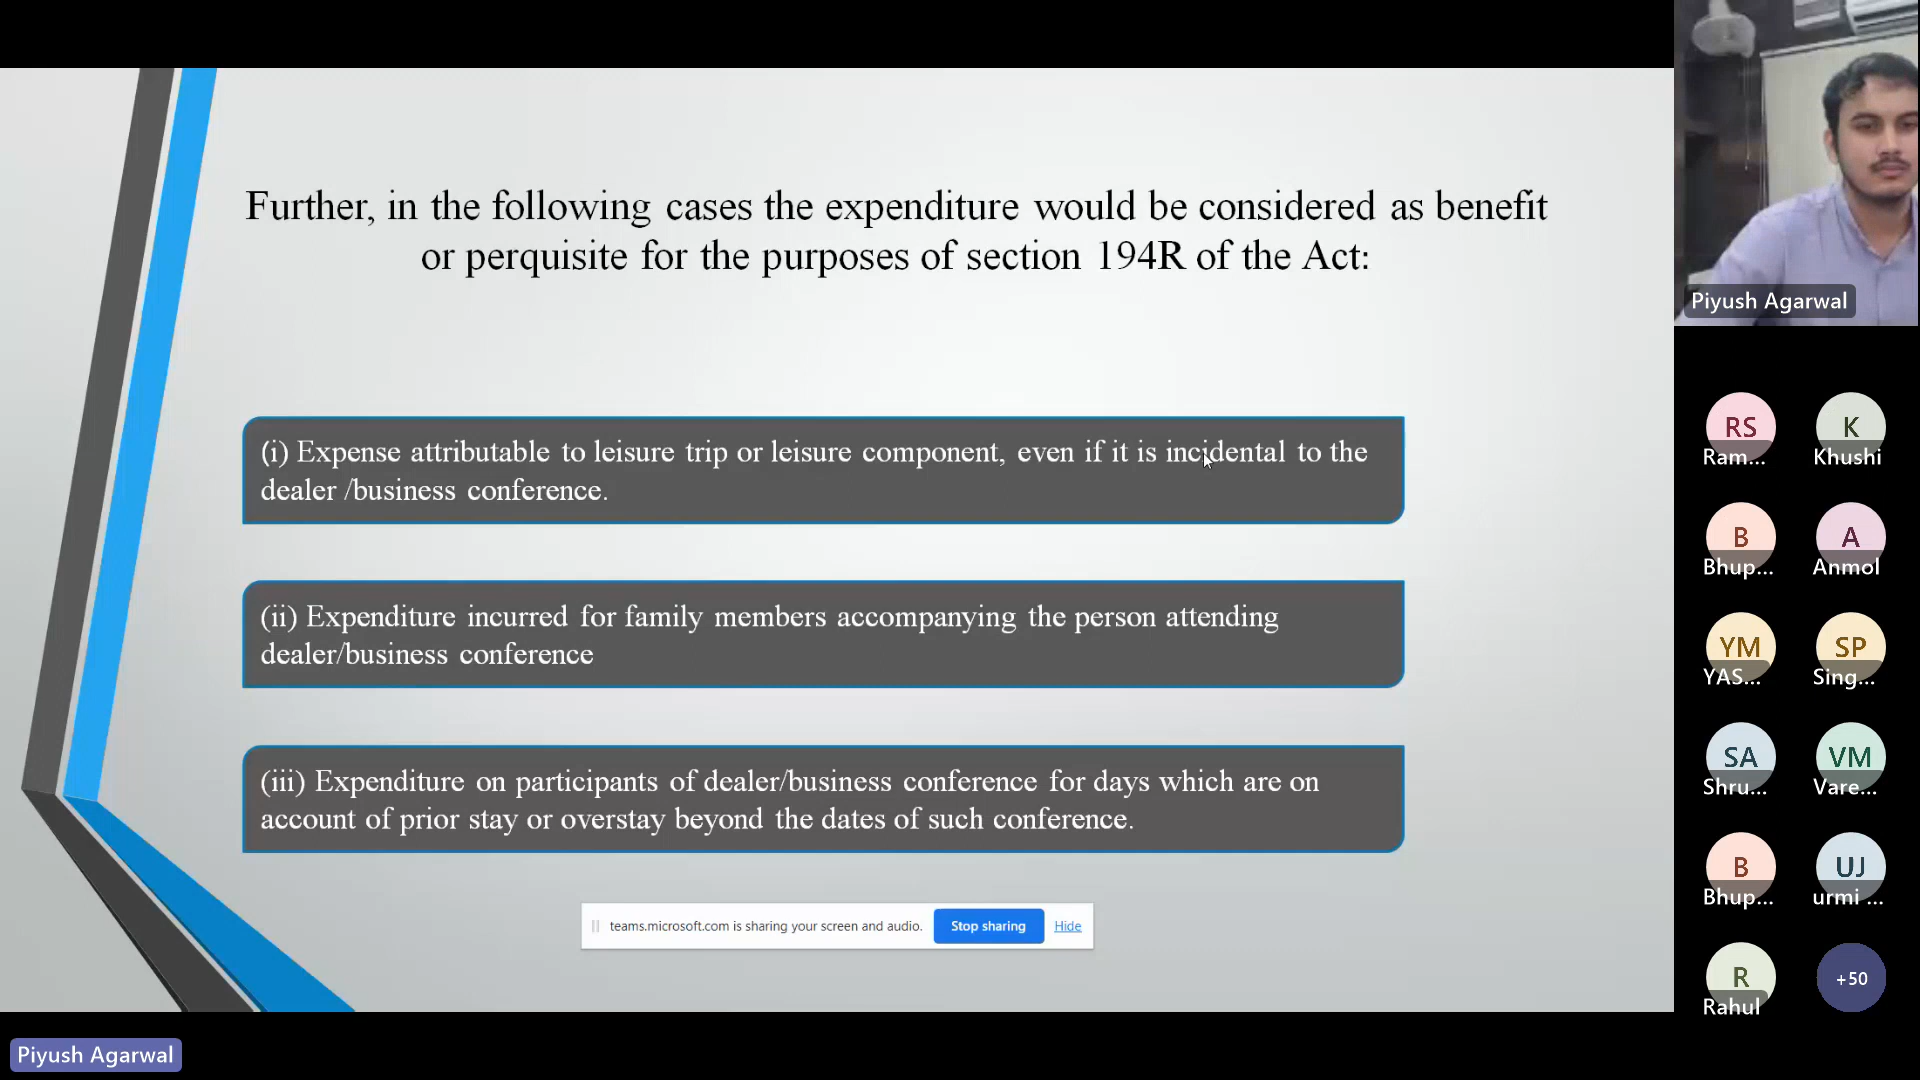 Further, in the following cases the expenditure would be considered as benefit
or perquisite for the purposes of section 194R of the Act:
(i) Expense attributable to leisure trip or leisure component, even if it is incidental to the
dealer /business conference.
(ii) Expenditure incurred for family members accompanying the person attending
dealer/business conference
(iii) Expenditure on participants of dealer/business conference for days which are on
account of prior stay or overstay beyond the dates of such conference.
teams.microsoft.com is sharing your screen and audio. Stop sharing Hide
Piyush Agarwal
Piyush Agarwal
RS K
Ram... Khushi
B A
Bhup... Anmol
YM SP
YAS... Sing...
SA VM
Shru... Vare...
B UJ
Bhup... urmi ...
R +50
Rahul